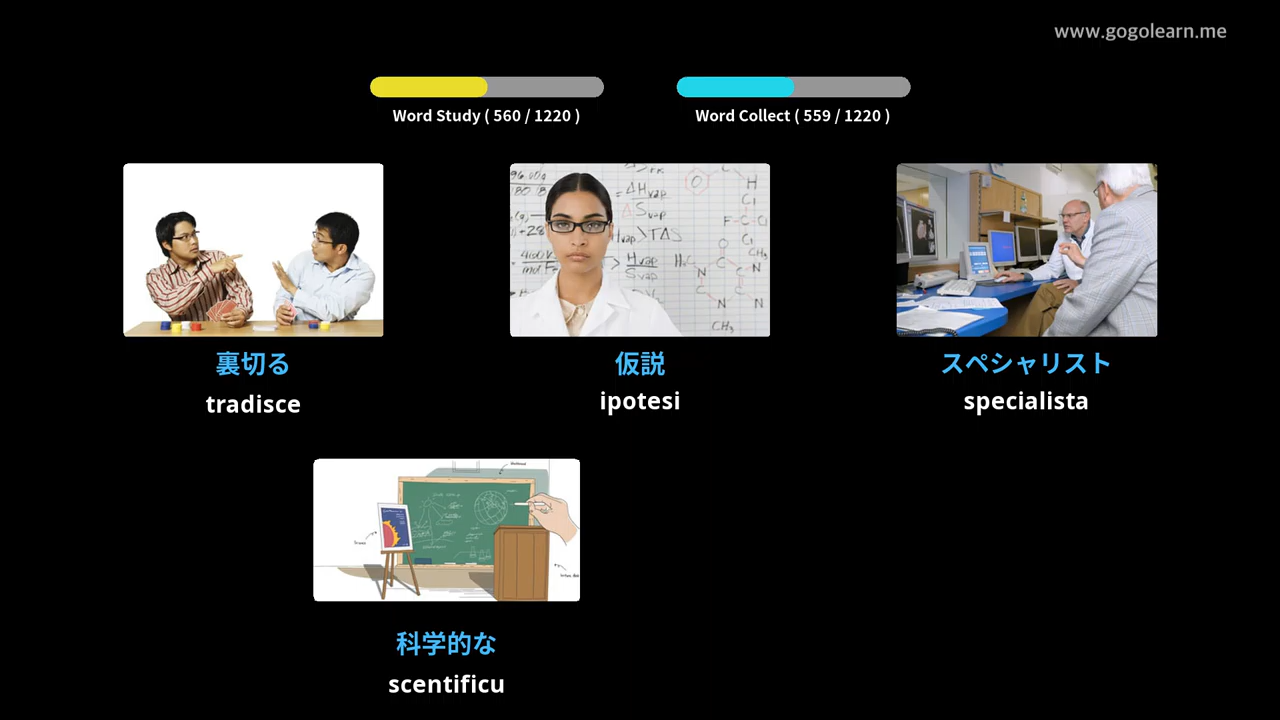 www.gogolearn.me
Word Study ( 560 / 1220 )
Word Collect ( 559 / 1220 )
裏切る
tradisce
仮説
ipotesi
スペシャリスト
specialista
科学的な
scentificu